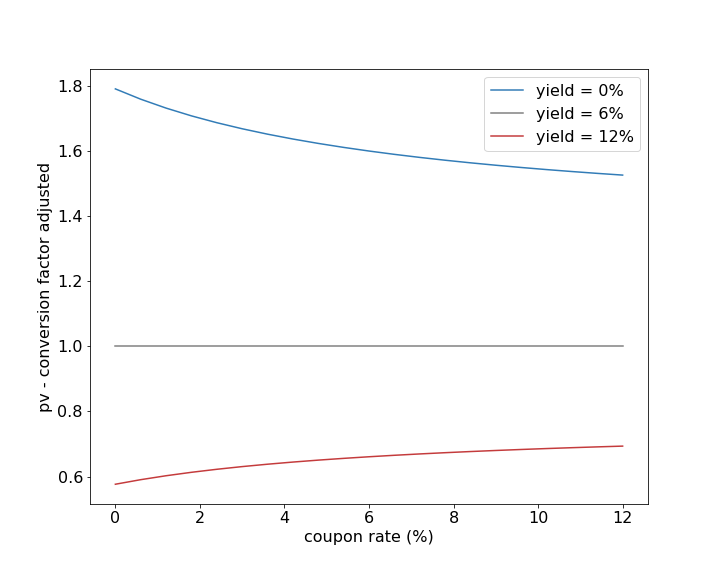 yield = 0%
yield = 6%
yield = 12%
1.8
1.6
1.4
1.2
1.0
0.8
0.6
pv - conversion factor adjusted
0 2 4 6 8 10 12
coupon rate (%)